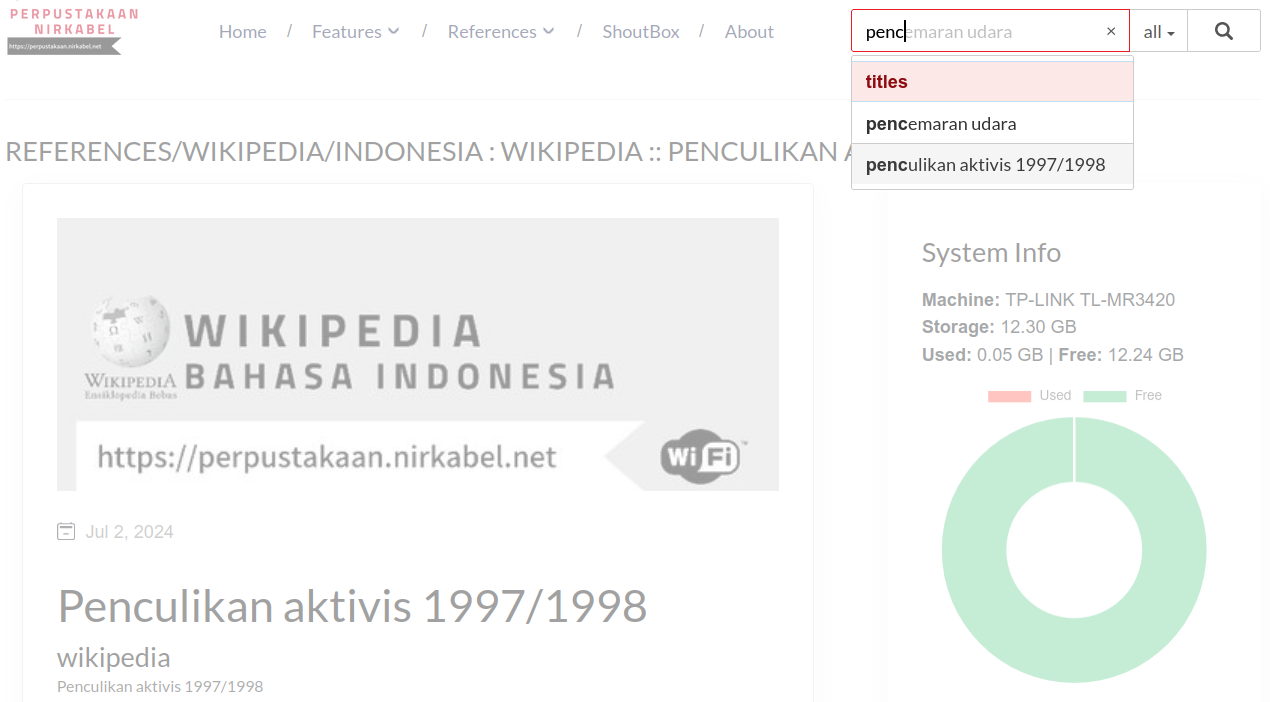 PERPUSTAKAAN
NIRKABEL
https://perpustakaan.nirkabel.net
Home / Features / References / ShoutBox / About
pencemaran udara × all
titles
pencemaran udara
penculikan aktivis 1997/1998
REFERENCES/WIKIPEDIA/INDONESIA : WIKIPEDIA :: PENCULIKAN A
WIKIPEDIA
BAHASA INDONESIA
WIKIPEDIA
Ensiklopedia Bebas
https://perpustakaan.nirkabel.net
Wi Fi ™
Jul 2, 2024
Penculikan aktivis 1997/1998
wikipedia
Penculikan aktivis 1997/1998
System Info
Machine: TP-LINK TL-MR3420
Storage: 12.30 GB
Used: 0.05 GB | Free: 12.24 GB
Used Free